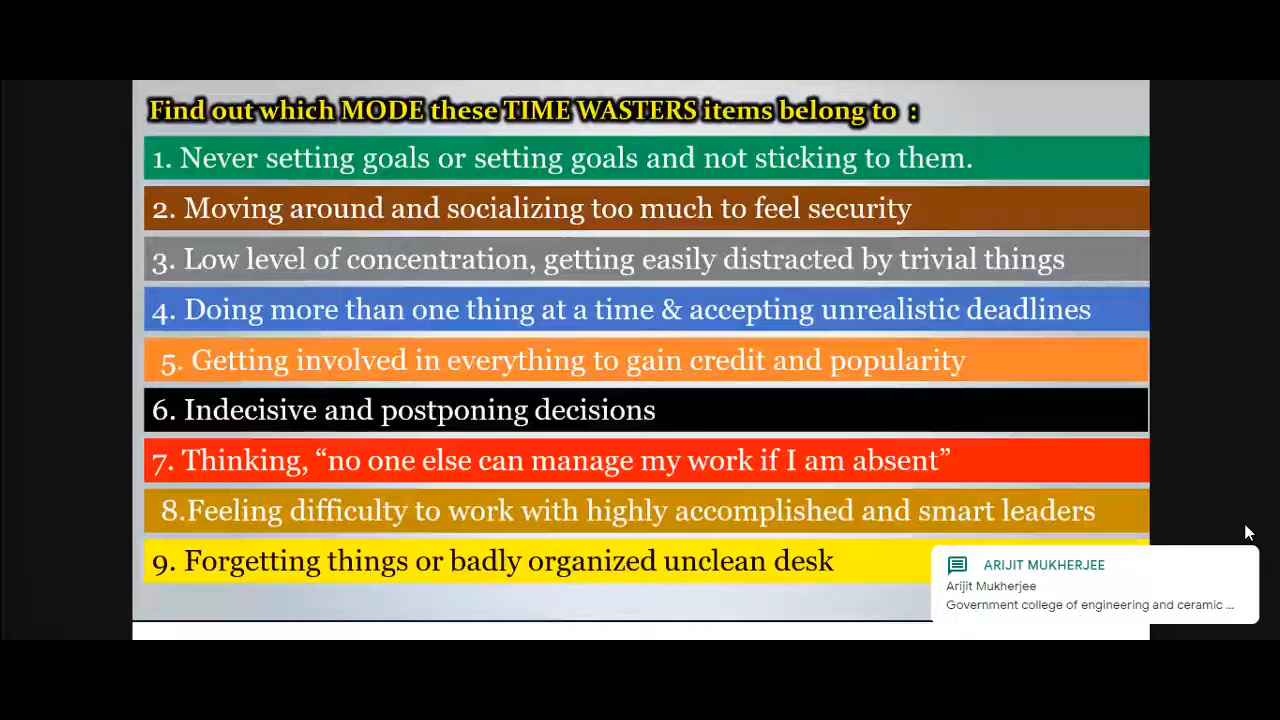 Find out which MODE these TIME WASTERS items belong to :
1. Never setting goals or setting goals and not sticking to them.
2. Moving around and socializing too much to feel security
3. Low level of concentration, getting easily distracted by trivial things
4. Doing more than one thing at a time & accepting unrealistic deadlines
5. Getting involved in everything to gain credit and popularity
6. Indecisive and postponing decisions
7. Thinking, “no one else can manage my work if I am absent”
8.Feeling difficulty to work with highly accomplished and smart leaders
9. Forgetting things or badly organized unclean desk
ARIJIT MUKHERJEE
Arijit Mukherjee
Government college of engineering and ceramic ...